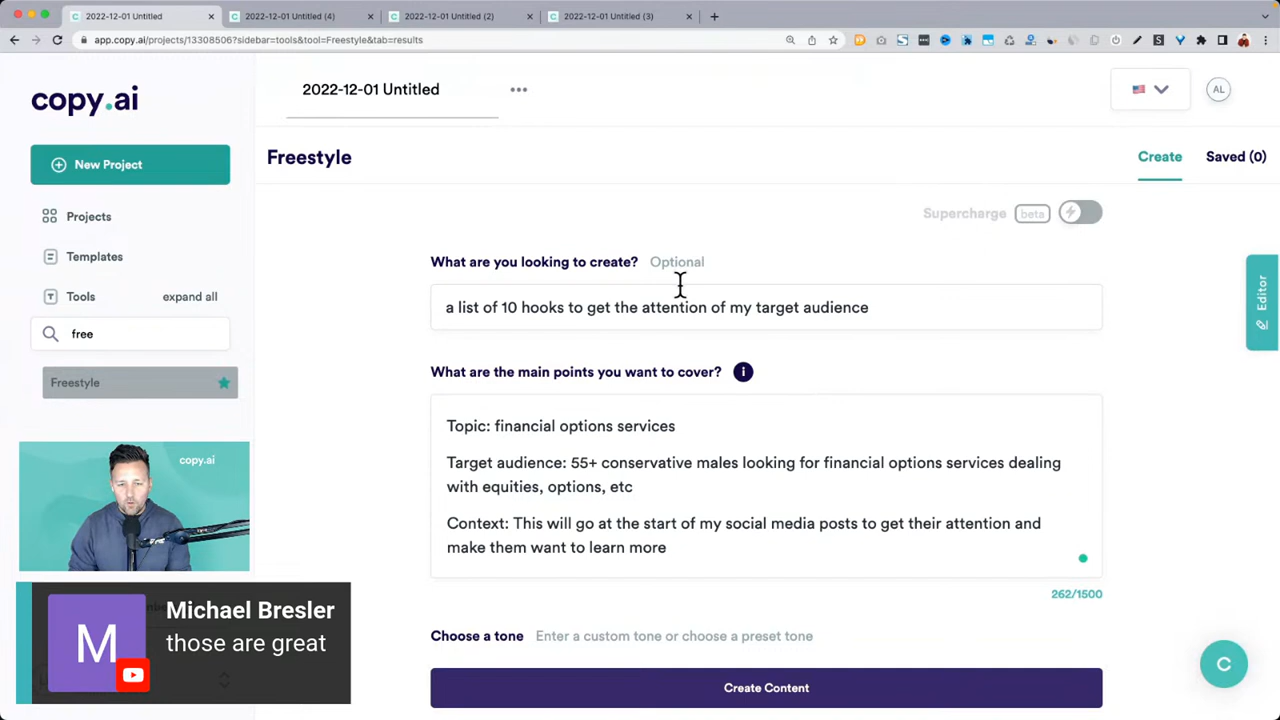 2022-12-01 Untitled
2022-12-01 Untitled (4)
2022-12-01 Untitled (2)
2022-12-01 Untitled (3)
app.copy.ai/projects/13308506?sidebar=tools&tool=Freestyle&tab=results
copy.ai
2022-12-01 Untitled
AL
New Project
Freestyle
Create
Saved (0)
Projects
Supercharge
beta
Templates
What are you looking to create? Optional
Tools
expand all
a list of 10 hooks to get the attention of my target audience
Editor
free
What are the main points you want to cover?
Freestyle
Topic: financial options services
Target audience: 55+ conservative males looking for financial options services dealing
with equities, options, etc
Context: This will go at the start of my social media posts to get their attention and
make them want to learn more
copy.ai
262/1500
Michael Bresler
those are great
M
Choose a tone Enter a custom tone or choose a preset tone
Create Content
C